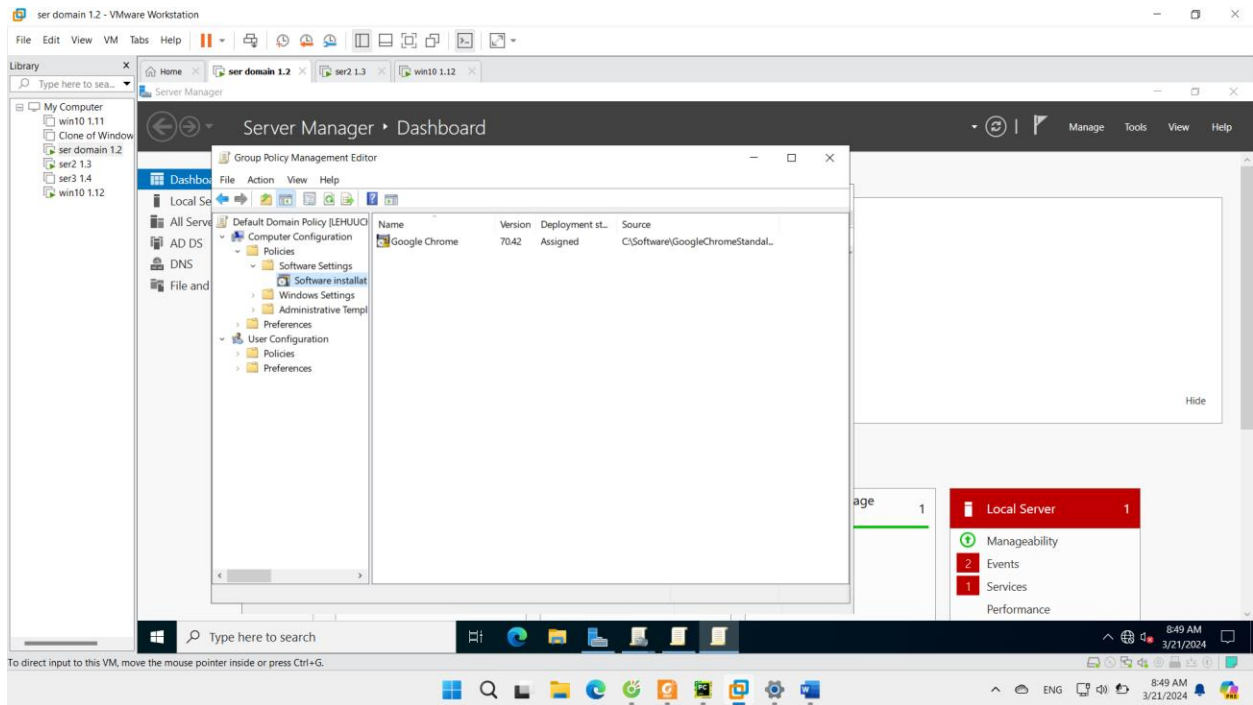 ser domain 1.2 - VMware Workstation
File Edit View VM Tabs Help
Library X
Type here to sea...
My Computer
win10 1.11
Clone of Window
ser domain 1.2
ser2 1.3
ser3 1.4
win10 1.12
Home ser domain 1.2 ser2 1.3 win10 1.12
Server Manager
Server Manager • Dashboard
Manage Tools View Help
Dashboa
Local Se
All Serve
AD DS
DNS
File and
Group Policy Management Editor
File Action View Help
Default Domain Policy [LEHUUCI
Computer Configuration
Policies
Software Settings
Software installat
Windows Settings
Administrative Templ
Preferences
User Configuration
Policies
Preferences
Name Version Deployment st... Source
Google Chrome 70.42 Assigned C:\Software\GoogleChromeStandal...
Hide
age 1
Local Server 1
Manageability
2 Events
1 Services
Performance
Type here to search
8:49 AM
3/21/2024
To direct input to this VM, move the mouse pointer inside or press Ctrl+G.
ENG
8:49 AM
3/21/2024